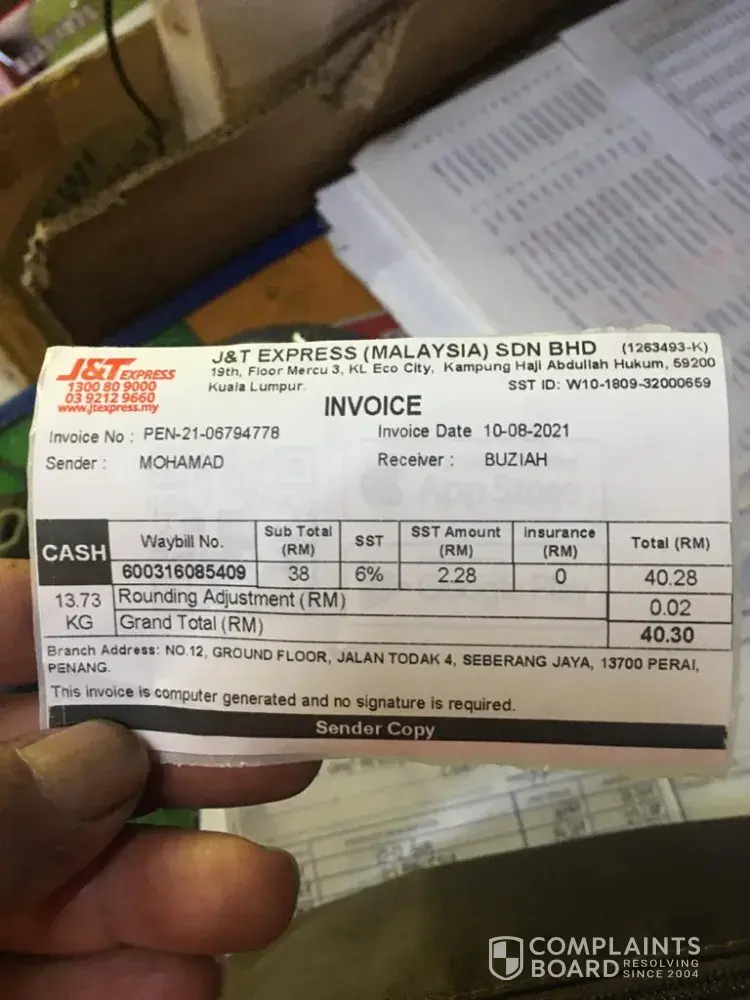 J&T EXPRESS
1300 80 9000
03 9212 9660
www.jtexpress.my
J&T EXPRESS (MALAYSIA) SDN BHD (1263493-K)
19th, Floor Mercu 3, KL Eco City, Kampung Haji Abdullah Hukum, 59200
Kuala Lumpur.
SST ID: W10-1809-32000659
INVOICE
Invoice No : PEN-21-06794778
Invoice Date 10-08-2021
Sender : MOHAMAD
Receiver : BUZIAH
CASH
Waybill No. Sub Total (RM) SST SST Amount (RM) Insurance (RM) Total (RM)
600316085409 38 6% 2.28 0 40.28
13.73 KG
Rounding Adjustment (RM) 0.02
Grand Total (RM) 40.30
Branch Address: NO.12, GROUND FLOOR, JALAN TODAK 4, SEBERANG JAYA, 13700 PERAI,
PENANG.
This invoice is computer generated and no signature is required.
Sender Copy
COMPLAINTS
BOARD RESOLVING SINCE 2004